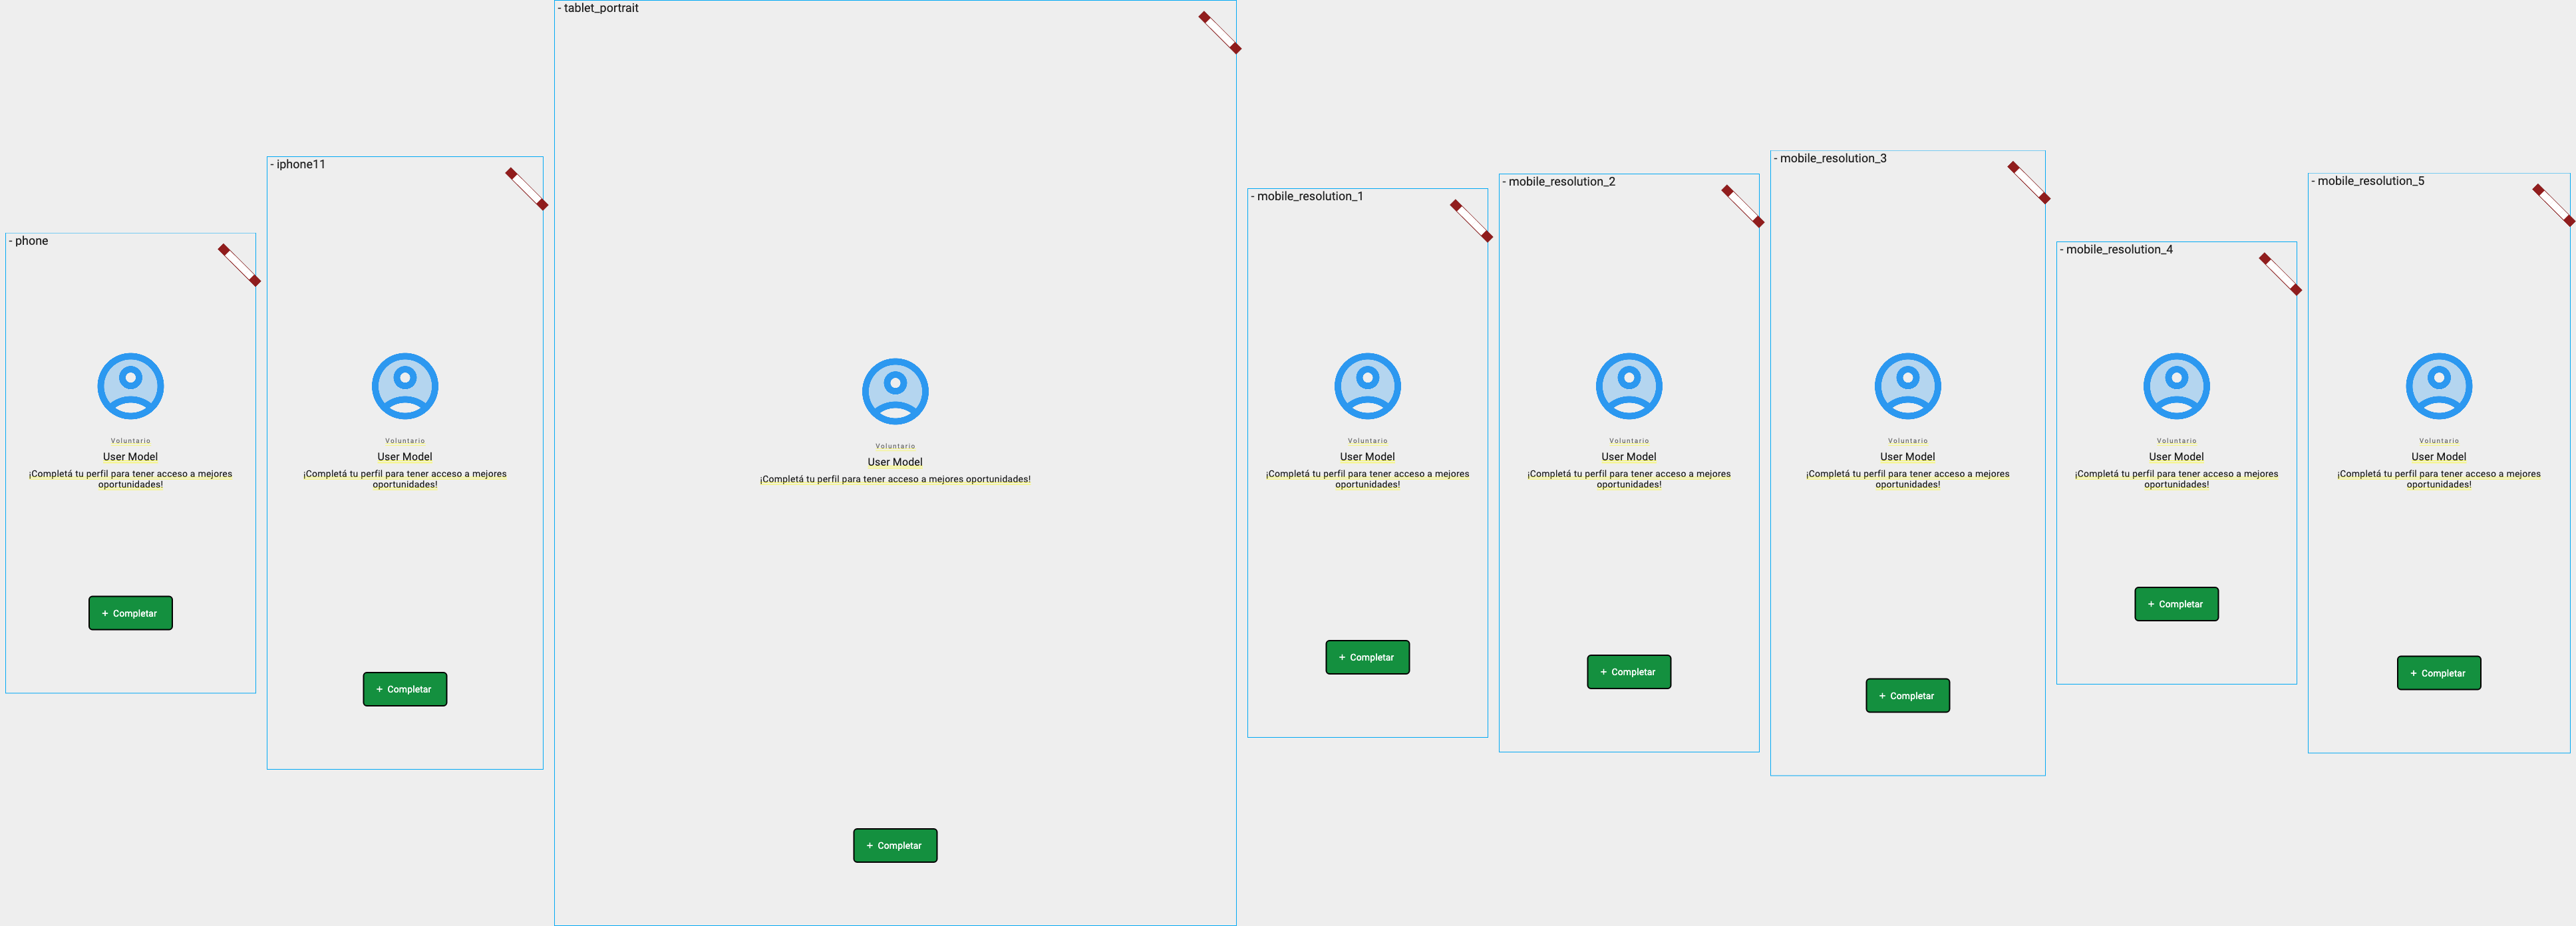 - phone
Voluntario
User Model
¡Completá tu perfil para tener acceso a mejores
oportunidades!
+ Completar
- iphone11
Voluntario
User Model
¡Completá tu perfil para tener acceso a mejores
oportunidades!
+ Completar
- tablet_portrait
Voluntario
User Model
¡Completá tu perfil para tener acceso a mejores oportunidades!
+ Completar
- mobile_resolution_1
Voluntario
User Model
¡Completá tu perfil para tener acceso a mejores
oportunidades!
+ Completar
- mobile_resolution_2
Voluntario
User Model
¡Completá tu perfil para tener acceso a mejores
oportunidades!
+ Completar
- mobile_resolution_3
Voluntario
User Model
¡Completá tu perfil para tener acceso a mejores
oportunidades!
+ Completar
- mobile_resolution_4
Voluntario
User Model
¡Completá tu perfil para tener acceso a mejores
oportunidades!
+ Completar
- mobile_resolution_5
Voluntario
User Model
¡Completá tu perfil para tener acceso a mejores
oportunidades!
+ Completar